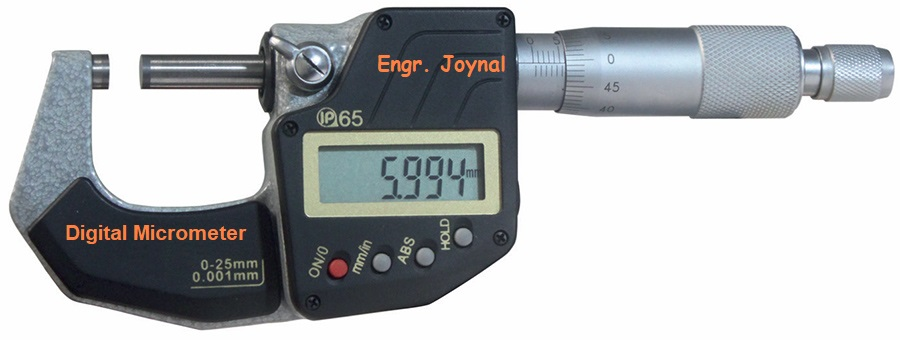 Engr. Joynal
0
45
40
IP65
5.994mm
Digital Micrometer
0-25mm
0.001mm
ON/0
mm/in
ABS
HOLD